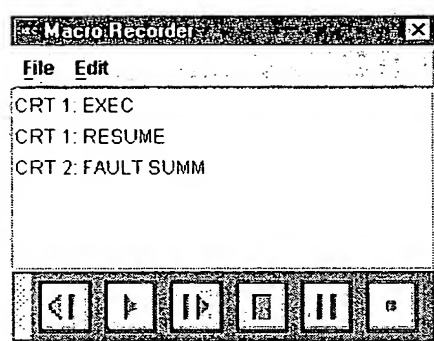 Macro Recorder
File Edit
CRT 1: EXEC
CRT 1: RESUME
CRT 2: FAULT SUMM